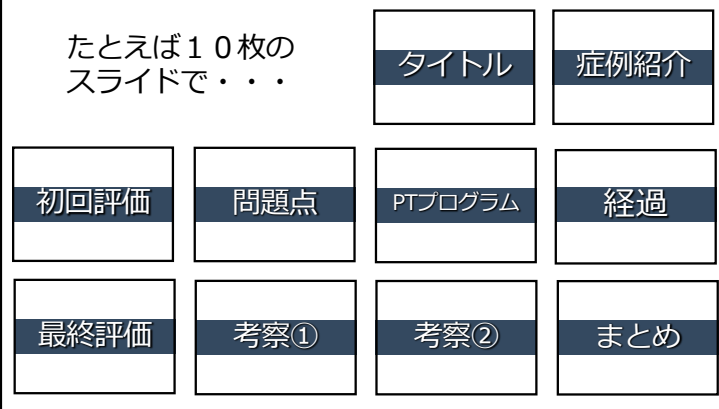 たとえば１０枚の
スライドで・・・
タイトル
症例紹介
初回評価
問題点
PTプログラム
経過
最終評価
考察①
考察②
まとめ